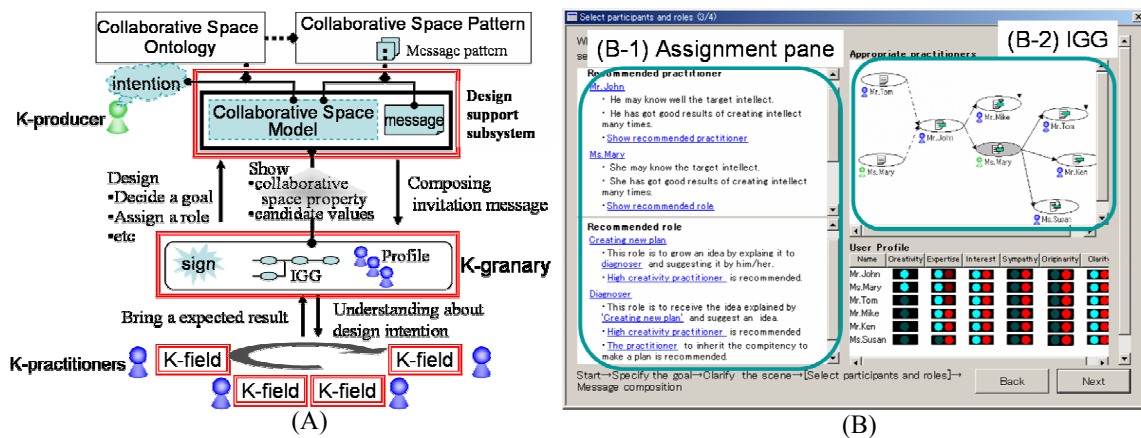 Collaborative Space
Ontology
Collaborative Space Pattern
Message pattern
intention
K-producer
Collaborative Space
Model
message
Design
support
subsystem
Design
•Decide a goal
•Assign a role
•etc
Show
•collaborative
space property
•candidate values
Composing
invitation message
sign
IGG
Profile
K-granary
Bring a expected result
Understanding about
design intention
K-practitioners
K-field
K-field
K-field
K-field
(A)
Select participants and roles (3/4)
(B-1) Assignment pane
Recommended practitioner
Mr.John
・He may know well the target intellect.
・He has got good results of creating intellect
many times.
・Show recommended practitioner
Ms.Mary
・She may know the target intellect.
・She has got good results of creating intellect
many times.
・Show recommended role
Recommended role
Creating new plan
・This role is to grow an idea by explaing it to
diagnoser and suggesting it by him/her.
・High creativity practitioner is recommended.
Diagnoser
・This role is to receive the idea explained by
'Creating new plan' and suggest an idea.
・High creativity practitioner is recommended
・The practitioner to inherit the compitency to
make a plan is recommended.
(B-2) IGG
Appropriate practitioners
Mr.Tom
Mr.Mike
Mr.John
Mr.Tom
Ms.Mary
Ms.Mary
Mr.Ken
Ms.Susan
User Profile
Name Creativity Expertise Interest Sympathy Originarity Clarit
Mr.John
Ms.Mary
Mr.Tom
Mr.Mike
Mr.Ken
Ms.Susan
Start→Specify the goal→Clarify the scene→[Select participants and roles]→
Message composition
Back
Next
(B)